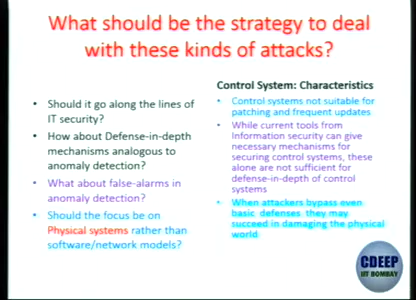 What should be the strategy to deal
with these kinds of attacks?
• Should it go along the lines of
IT security?
• How about Defense-in-depth
mechanisms analogous to
anomaly detection?
• What about false-alarms in
anomaly detection?
• Should the focus be on
Physical systems rather than
software/network models?
Control System: Characteristics
• Control systems not suitable for
patching and frequent updates
• While current tools from
Information security can give
necessary mechanisms for
securing control systems, these
alone are not sufficient for
defense-in-depth of control
systems
• When attackers bypass even
basic defenses, they may
succeed in damaging the physical
world.
CDEEP
IIT BOMBAY